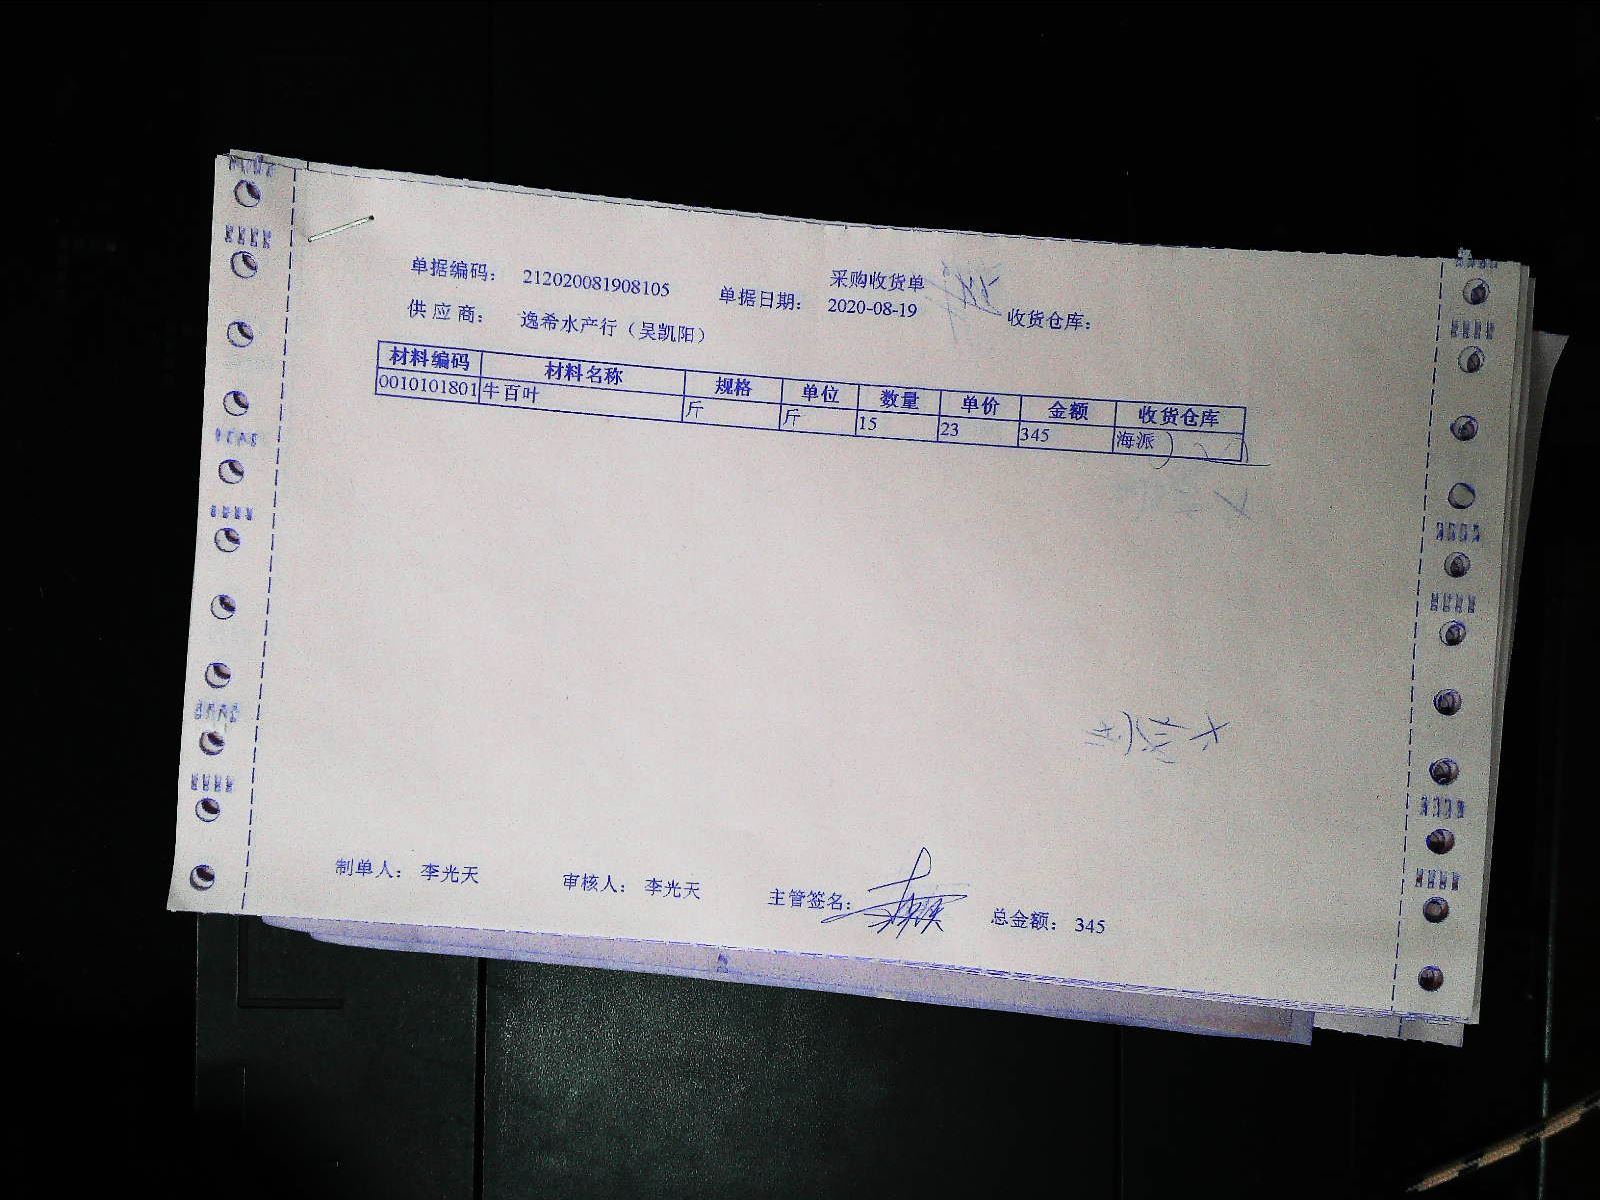 采购收货单
单据编码： 212020081908105 单据日期： 2020-08-19 收货仓库：
供 应 商： 逸希水产行（吴凯阳）
材料编码 材料名称 规格 单位 数量 单价 金额 收货仓库
0010101801 牛百叶 斤 斤 15 23 345 海派
制单人： 李光天 审核人： 李光天 主管签名： 总金额： 345